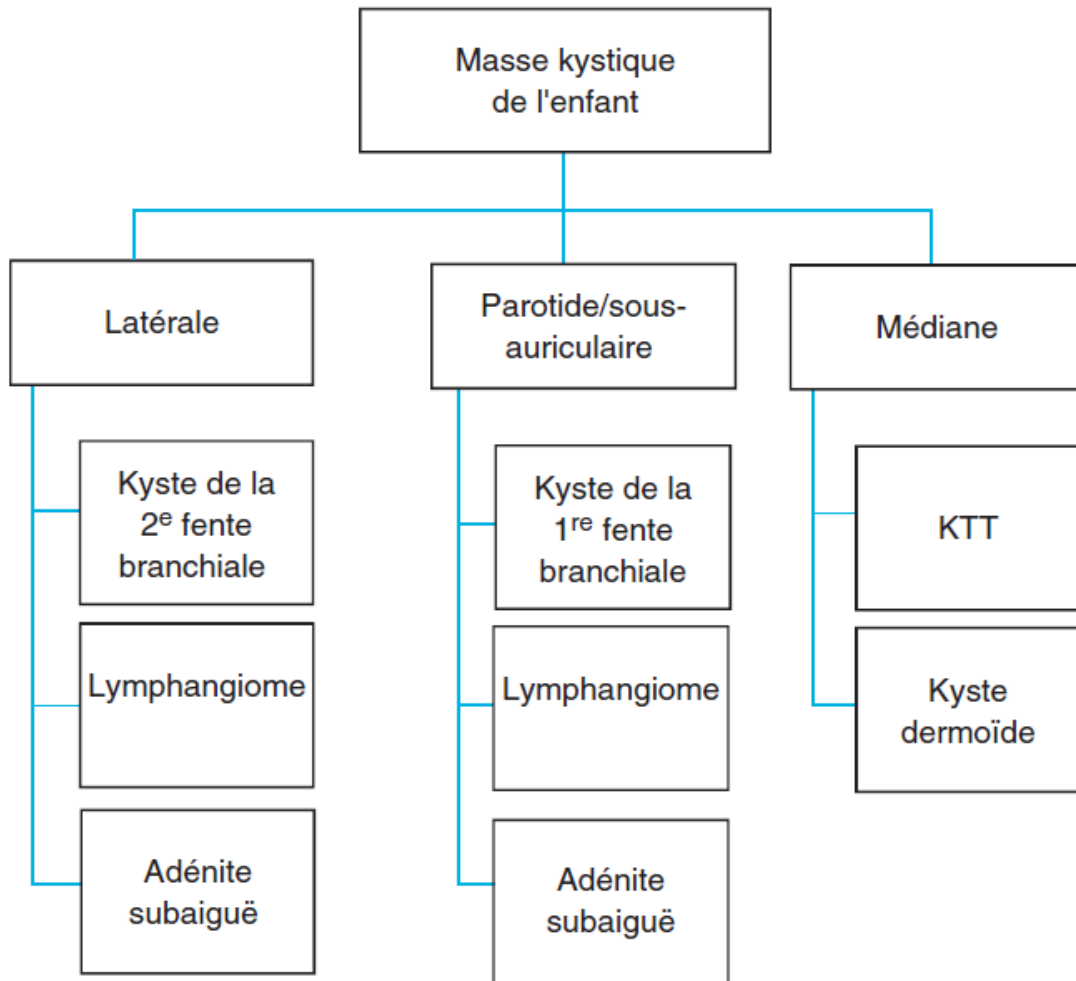 Masse kystique
de l'enfant
Latérale
Parotide/sous-
auriculaire
Médiane
Kyste de la
2e fente
branchiale
Lymphangiome
Adénite
subaiguë
Kyste de la
1re fente
branchiale
Lymphangiome
Adénite
subaiguë
KTT
Kyste
dermoïde